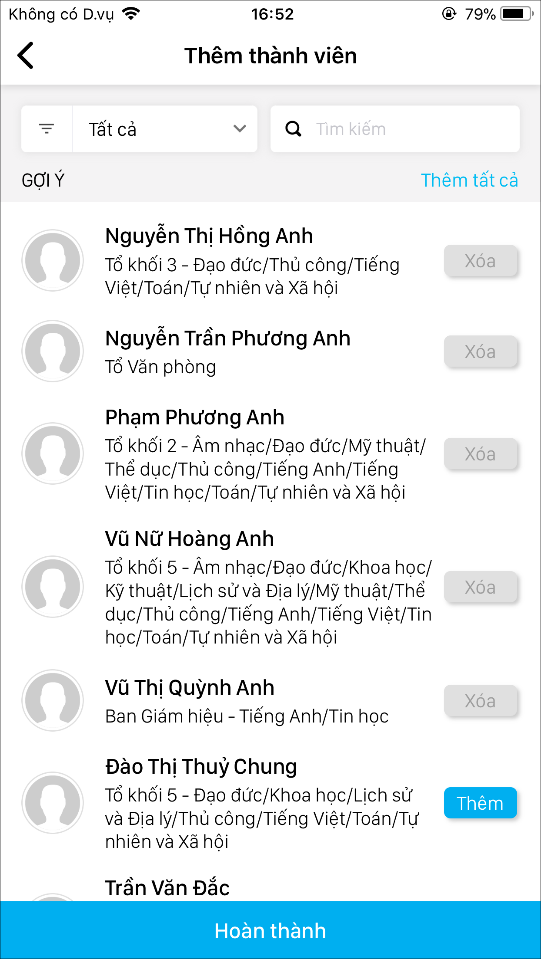 Không có D.vụ 16:52 79%
Thêm thành viên
Tất cả Tìm kiếm
GỢI Ý Thêm tất cả
Nguyễn Thị Hồng Anh
Tổ khối 3 - Đạo đức/Thủ công/Tiếng
Việt/Toán/Tự nhiên và Xã hội
Xóa
Nguyễn Trần Phương Anh
Tổ Văn phòng
Xóa
Phạm Phương Anh
Tổ khối 2 - Âm nhạc/Đạo đức/Mỹ thuật/
Thể dục/Thủ công/Tiếng Anh/Tiếng
Việt/Tin học/Toán/Tự nhiên và Xã hội
Xóa
Vũ Nữ Hoàng Anh
Tổ khối 5 - Âm nhạc/Đạo đức/Khoa học/
Kỹ thuật/Lịch sử và Địa lý/Mỹ thuật/Thể
dục/Thủ công/Tiếng Anh/Tiếng Việt/Tin
học/Toán/Tự nhiên và Xã hội
Xóa
Vũ Thị Quỳnh Anh
Ban Giám hiệu - Tiếng Anh/Tin học
Xóa
Đào Thị Thuỷ Chung
Tổ khối 5 - Đạo đức/Khoa học/Lịch sử
và Địa lý/Thủ công/Tiếng Việt/Toán/Tự
nhiên và Xã hội
Thêm
Trần Văn Đắc
Hoàn thành